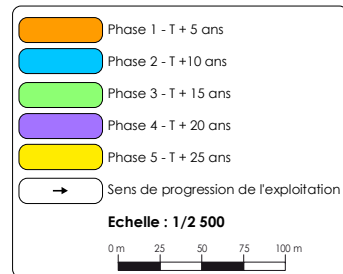 Phase 1 - T + 5 ans
Phase 2 - T +10 ans
Phase 3 - T + 15 ans
Phase 4 - T + 20 ans
Phase 5 - T + 25 ans
Sens de progression de l'exploitation
Echelle : 1/2 500
0 m 25 50 75 100 m